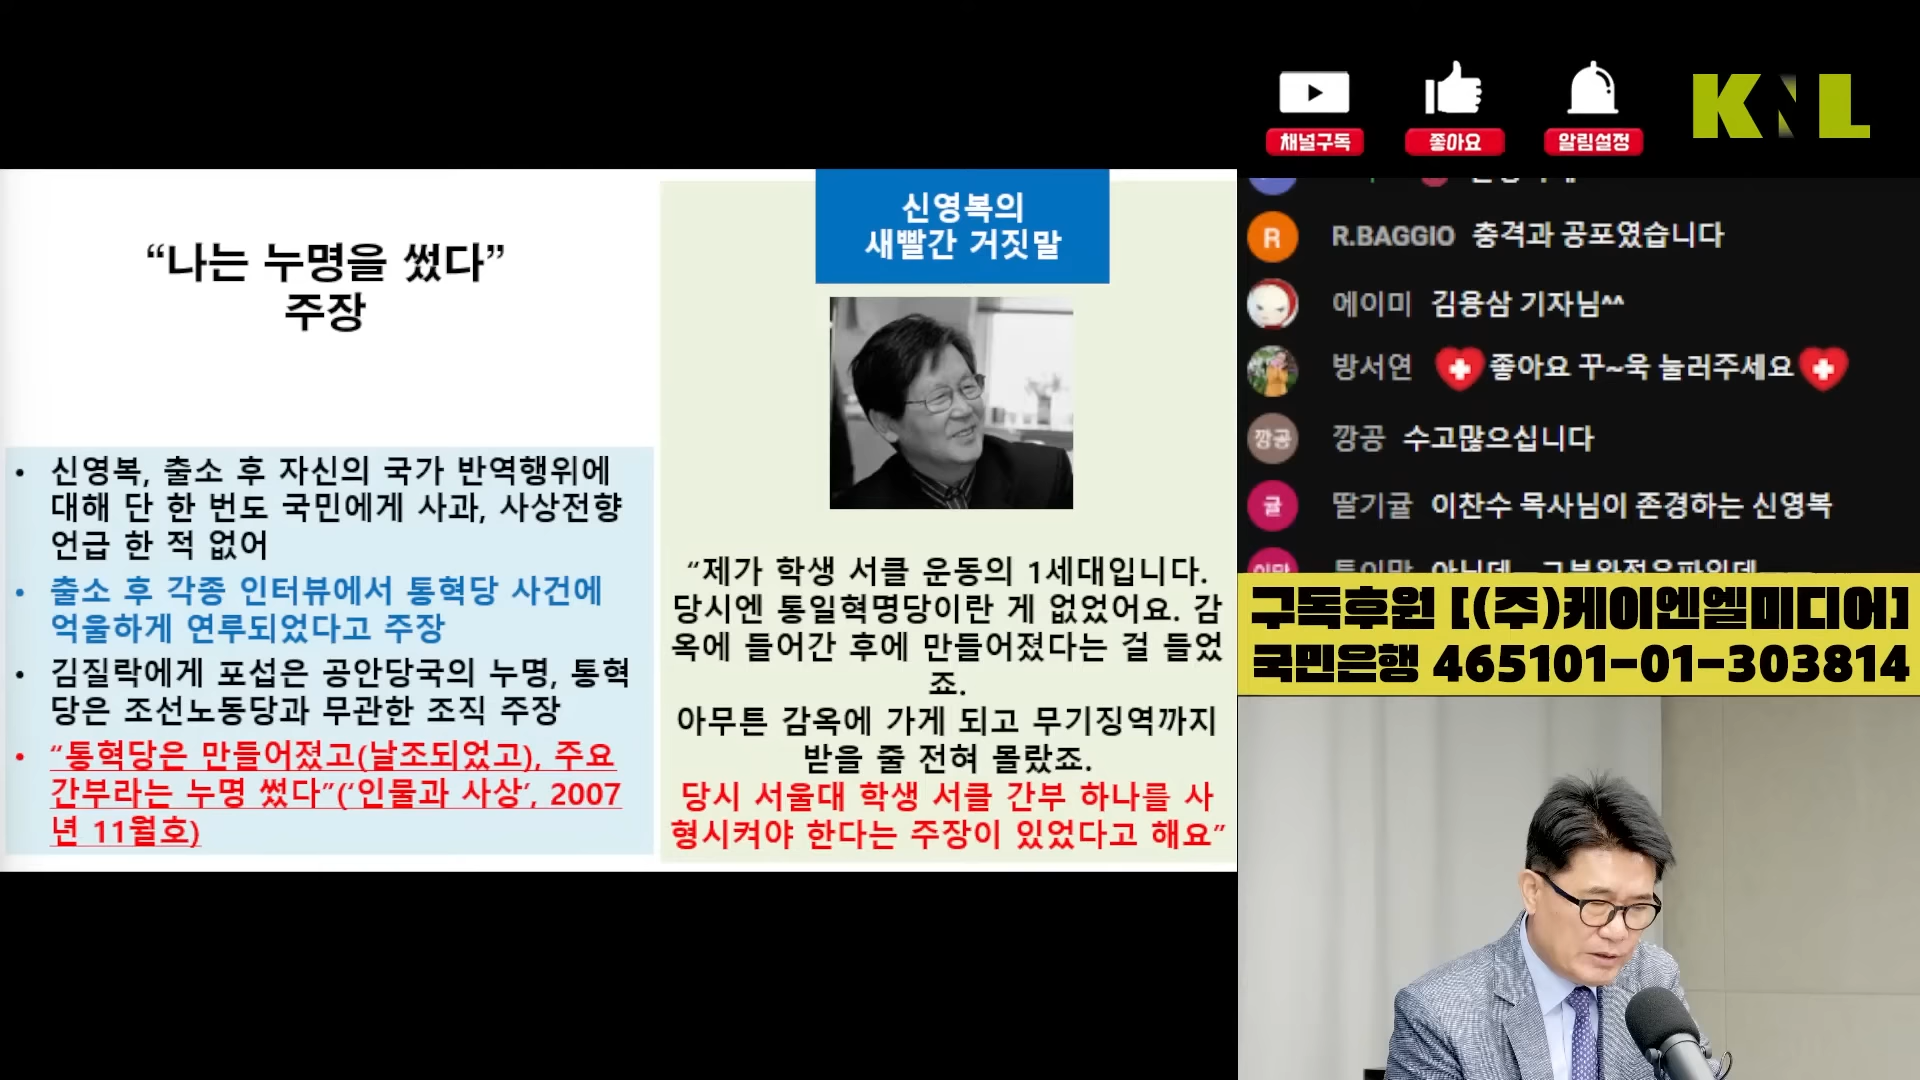 “나는 누명을 썼다”
주장
• 신영복, 출소 후 자신의 국가 반역행위에
대해 단 한 번도 국민에게 사과, 사상전향
언급 한 적 없어
• 출소 후 각종 인터뷰에서 통혁당 사건에
억울하게 연루되었다고 주장
• 김질락에게 포섭은 공안당국의 누명, 통혁
당은 조선노동당과 무관한 조직 주장
• “통혁당은 만들어졌고(날조되었고), 주요
간부라는 누명 썼다”(‘인물과 사상’, 2007
년 11월호)
신영복의
새빨간 거짓말
“제가 학생 서클 운동의 1세대입니다.
당시엔 통일혁명당이란 게 없었어요. 감
옥에 들어간 후에 만들어졌다는 걸 들었
죠.
아무튼 감옥에 가게 되고 무기징역까지
받을 줄 전혀 몰랐죠.
당시 서울대 학생 서클 간부 하나를 사
형시켜야 한다는 주장이 있었다고 해요”
채널구독
좋아요
알림설정
KNL
R R.BAGGIO 충격과 공포였습니다
에이미 김용삼 기자님^^
방서연 좋아요 꾸~욱 눌러주세요
깡공 깡공 수고많으십니다
귤 딸기귤 이찬수 목사님이 존경하는 신영복
구독후원 [(주)케이엔엘미디어]
국민은행 465101-01-303814